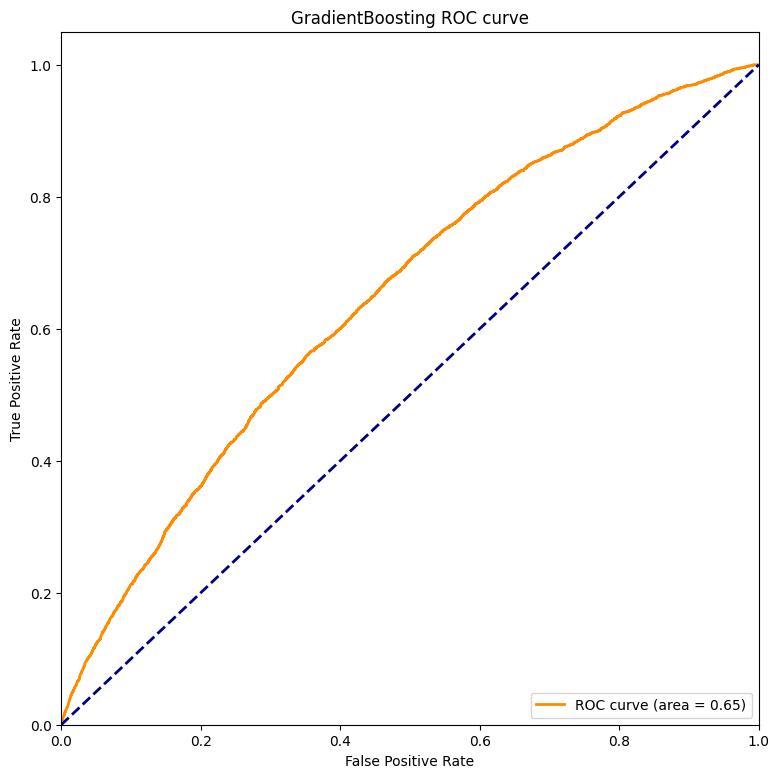 GradientBoosting ROC curve
True Positive Rate
1.0
0.8
0.6
0.4
0.2
0.0
0.0 0.2 0.4 0.6 0.8 1.0
False Positive Rate
ROC curve (area = 0.65)